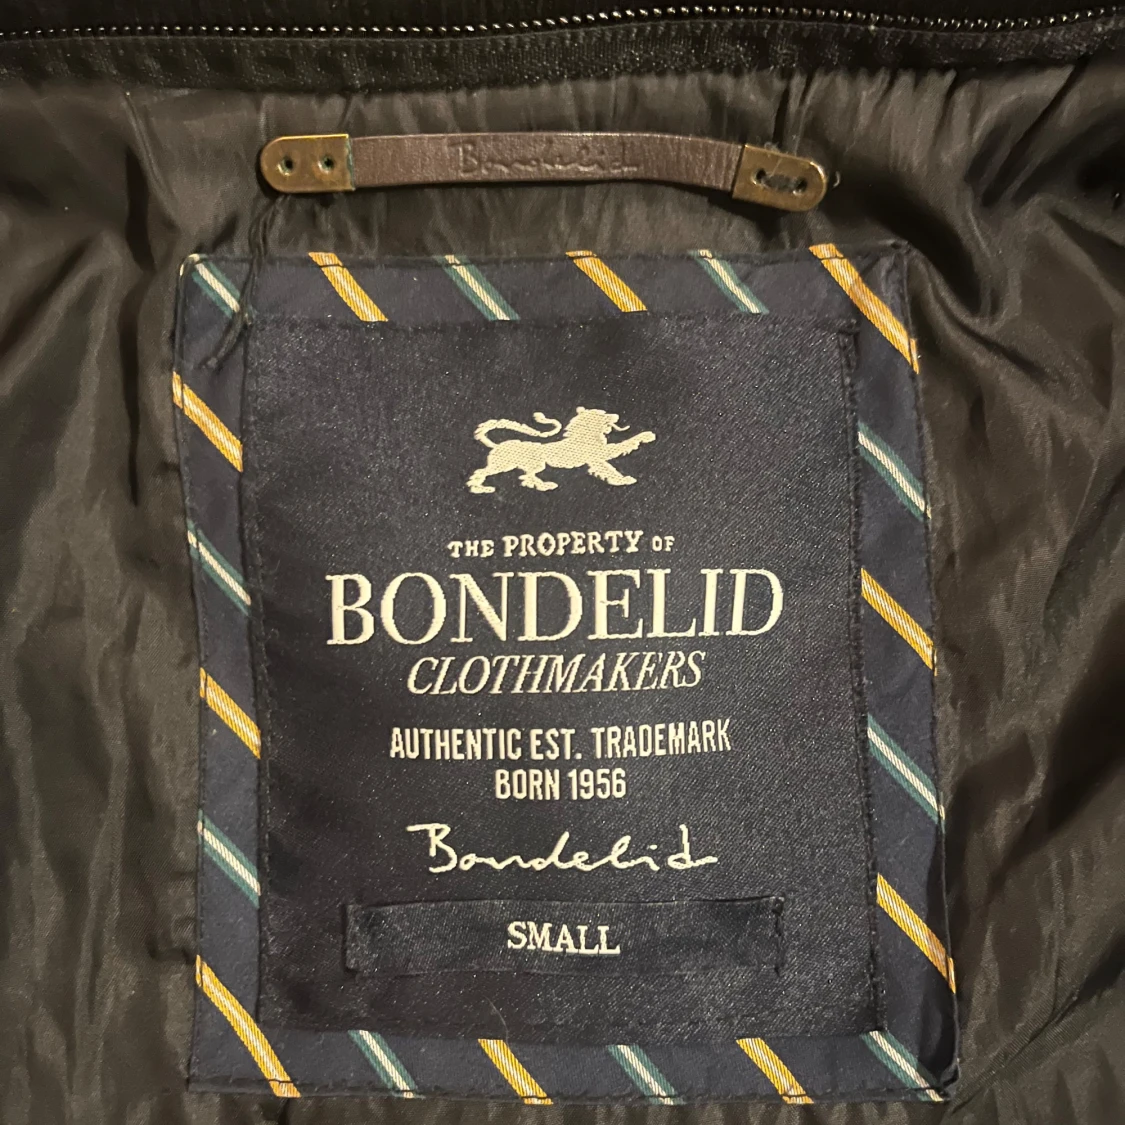 Bondelid
THE PROPERTY OF
BONDELID
CLOTHMAKERS
AUTHENTIC EST. TRADEMARK
BORN 1956
Bondelid
SMALL